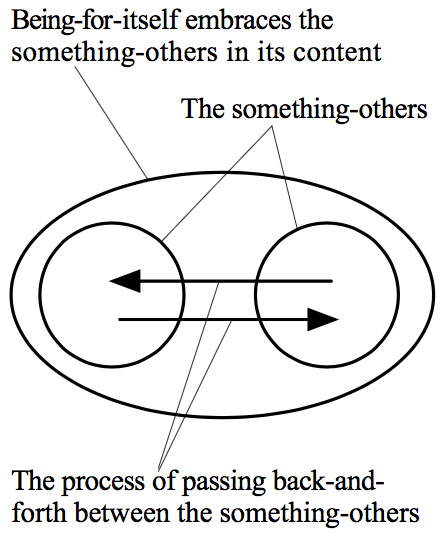 Being-for-itself embraces the
something-others in its content
The something-others
The process of passing back-and-
forth between the something-others